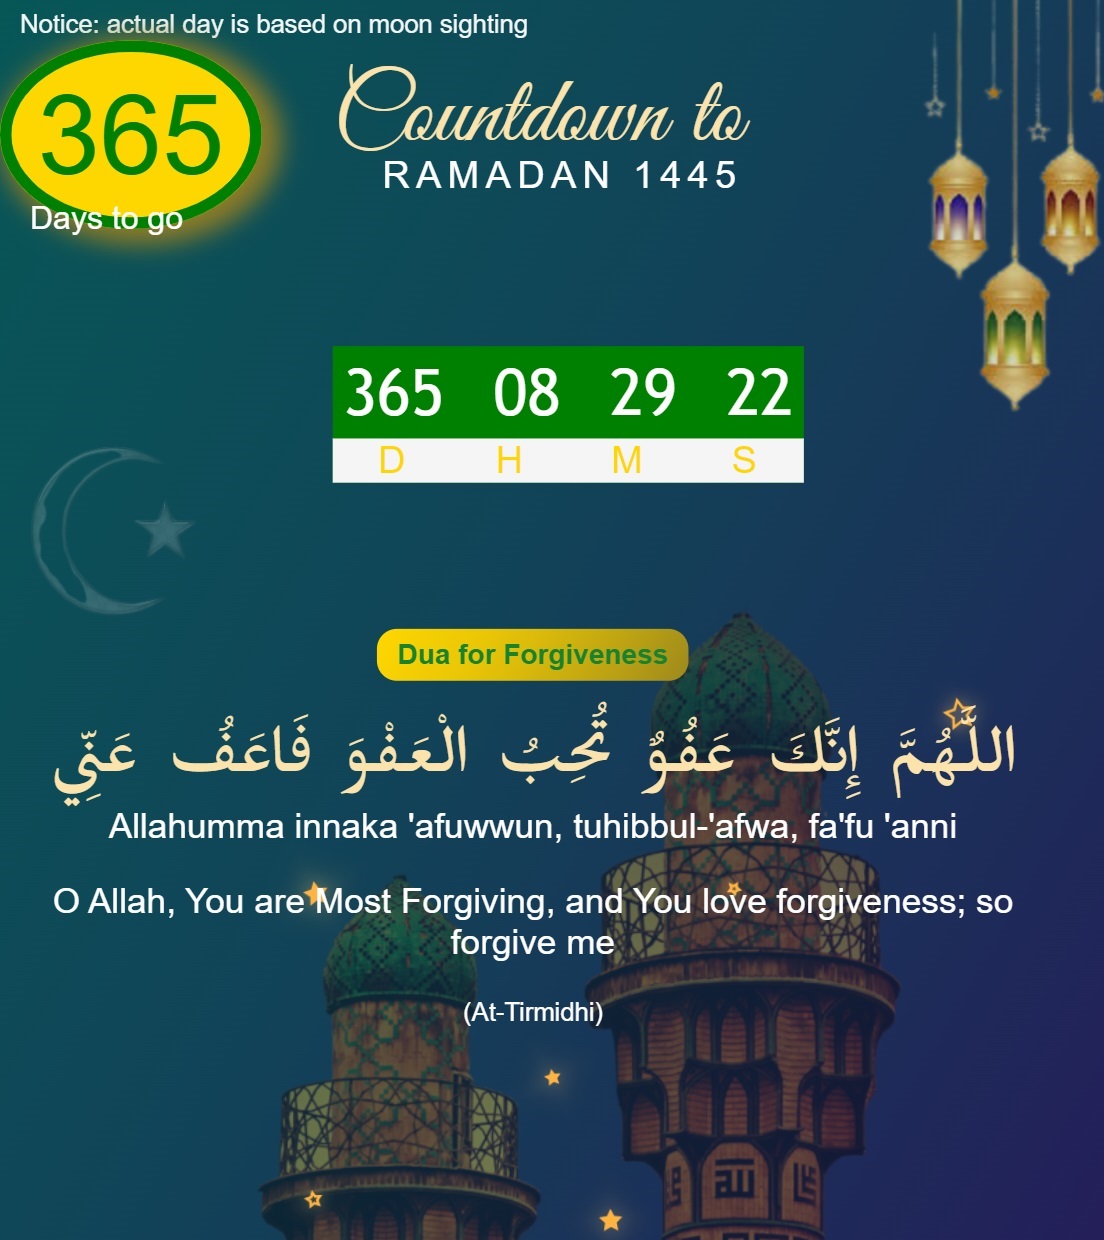 Notice: actual day is based on moon sighting
365
Days to go
Countdown to
RAMADAN 1445
365 08 29 22
D H M S
Dua for Forgiveness
اللَّهُمَّ إِنَّكَ عَفُوٌّ تُحِبُّ الْعَفْوَ فَاعَفُ عَنِّي
Allahumma innaka 'afuwwun, tuhibbul-'afwa, fa'fu 'anni
O Allah, You are Most Forgiving, and You love forgiveness; so
forgive me
(At-Tirmidhi)
الله